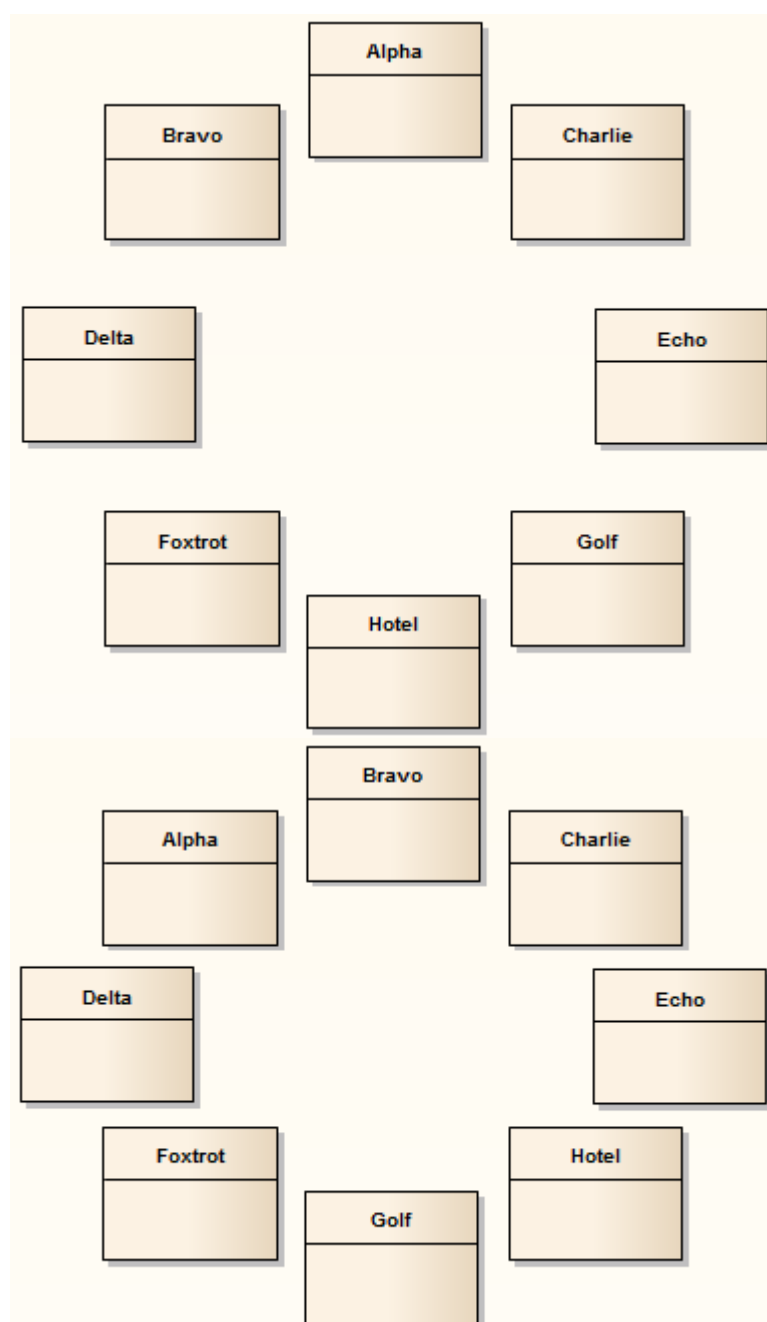 Alpha
Bravo
Charlie
Delta
Echo
Foxtrot
Golf
Hotel
Bravo
Alpha
Charlie
Delta
Echo
Foxtrot
Hotel
Golf